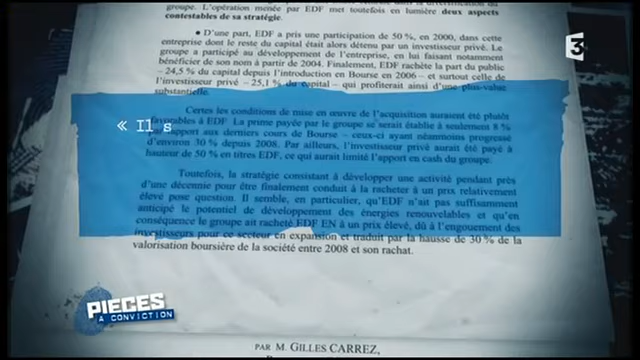 groupe. L'opération menée par EDF met toutefois en lumière deux aspects
contestables de sa stratégie.
• D'une part, EDF a pris une participation de 50 %, en 2000, dans cette
entreprise dont le reste du capital était alors détenu par un investisseur privé. Le
groupe a participé au développement de l'entreprise, en lui faisant notamment
bénéficier de son nom à partir de 2004. Finalement, EDF rachète la part du public
– 24,5 % du capital depuis l'introduction en Bourse en 2006 – et surtout celle de
l'investisseur privé – 25,1 % du capital – qui profiterait ainsi d'une plus-value
substantielle.
Certes les conditions de mise en œuvre de l'acquisition auraient été plutôt
favorables à EDF. La prime payée par le groupe se serait établie à seulement 8 %
par rapport aux derniers cours de Bourse – ceux-ci ayant néanmoins progressé
d'environ 30 % depuis 2008. Par ailleurs, l'investisseur privé aurait été payé à
hauteur de 50 % en titres EDF, ce qui aurait limité l'apport en cash du groupe.
Toutefois, la stratégie consistant à développer une activité pendant près
d'une décennie pour être finalement conduit à la racheter à un prix relativement
élevé pose question. Il semble, en particulier, qu'EDF n'ait pas suffisamment
anticipé le potentiel de développement des énergies renouvelables et qu'en
conséquence le groupe ait racheté EDF EN à un prix élevé, dû à l'engouement des
investisseurs pour ce secteur en expansion et traduit par la hausse de 30 % de la
valorisation boursière de la société entre 2008 et son rachat.
« Il s
3
PIECES
A CONVICTION
PAR M. GILLES CARREZ,